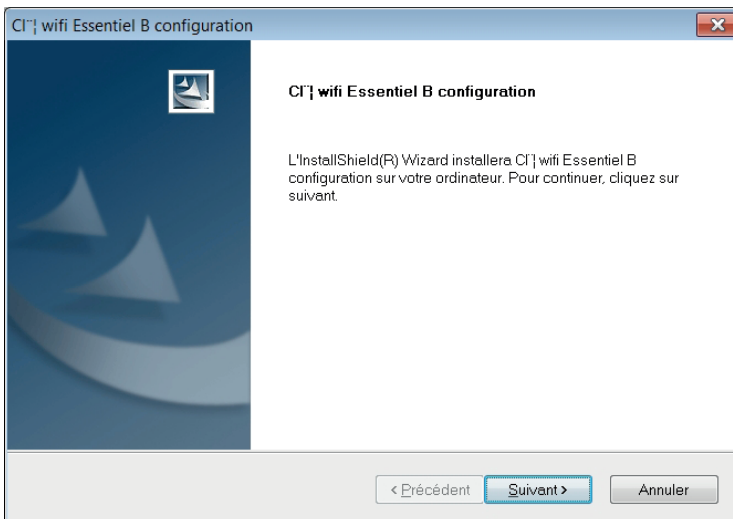 Cl¨¦ wifi Essentiel B configuration
Cl¨¦ wifi Essentiel B configuration
L'InstallShield(R) Wizard installera Cl¨¦ wifi Essentiel B
configuration sur votre ordinateur. Pour continuer, cliquez sur
suivant.
< Précédent Suivant > Annuler